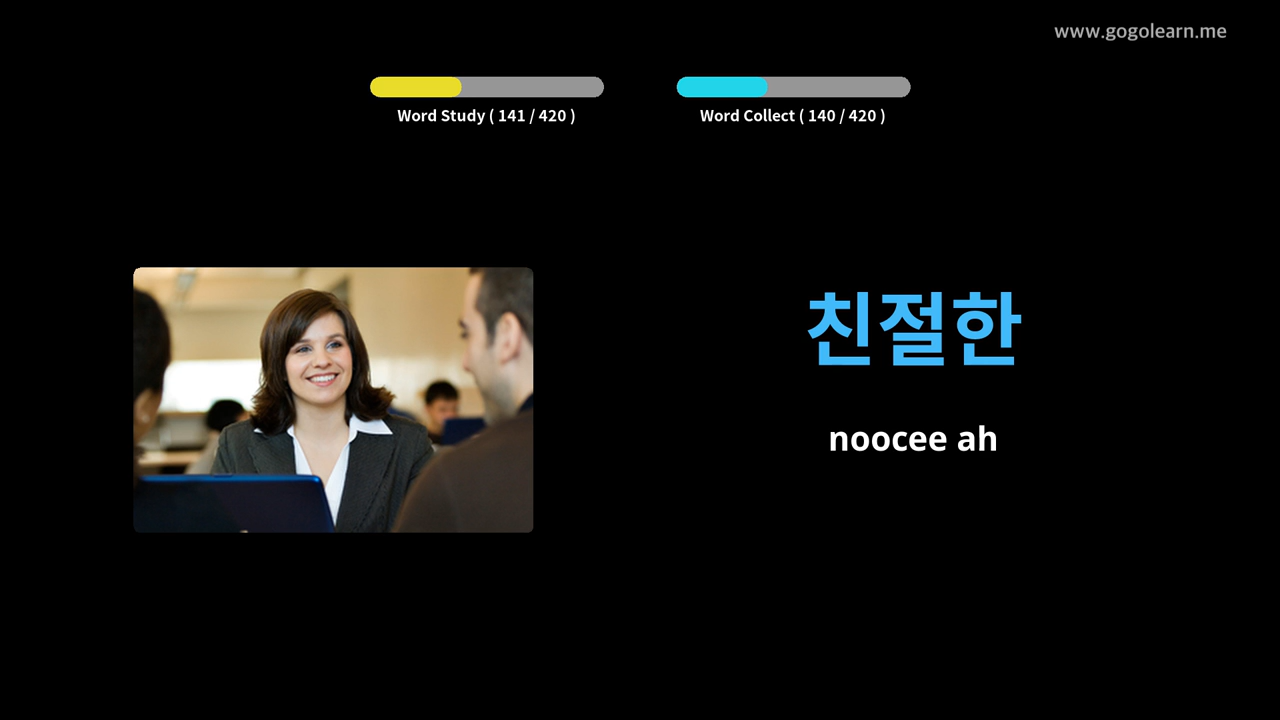 www.gogolearn.me
Word Study ( 141 / 420 )
Word Collect ( 140 / 420 )
친절한
noocee ah